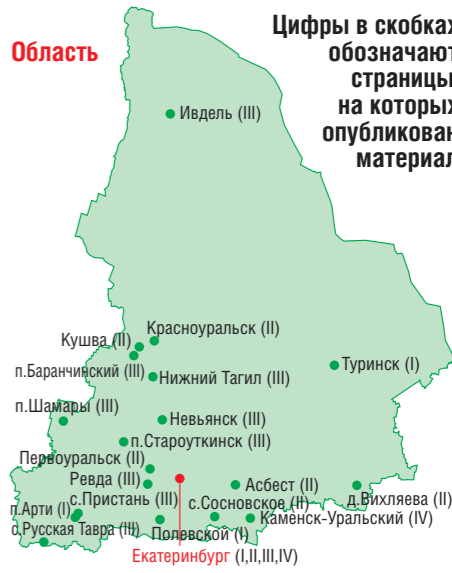 Область
Цифры в скобках
обозначают
страницы,
на которых
опубликован
материал
Ивдель (III)
Красноуральск (II)
Кушва (II)
п.Баранчинский (III)
Туринск (I)
Нижний Тагил (III)
п.Шамары (III)
Невьянск (III)
п.Староуткинск (III)
Первоуральск (II)
Ревда (III)
Асбест (II)
д.Вихляева (II)
с.Пристань (III)
с.Сосновское (II)
п.Арти (I)
Каменск-Уральский (IV)
с.Русская Тавра (III)
Полевской (I)
Екатеринбург (I,II,III,IV)